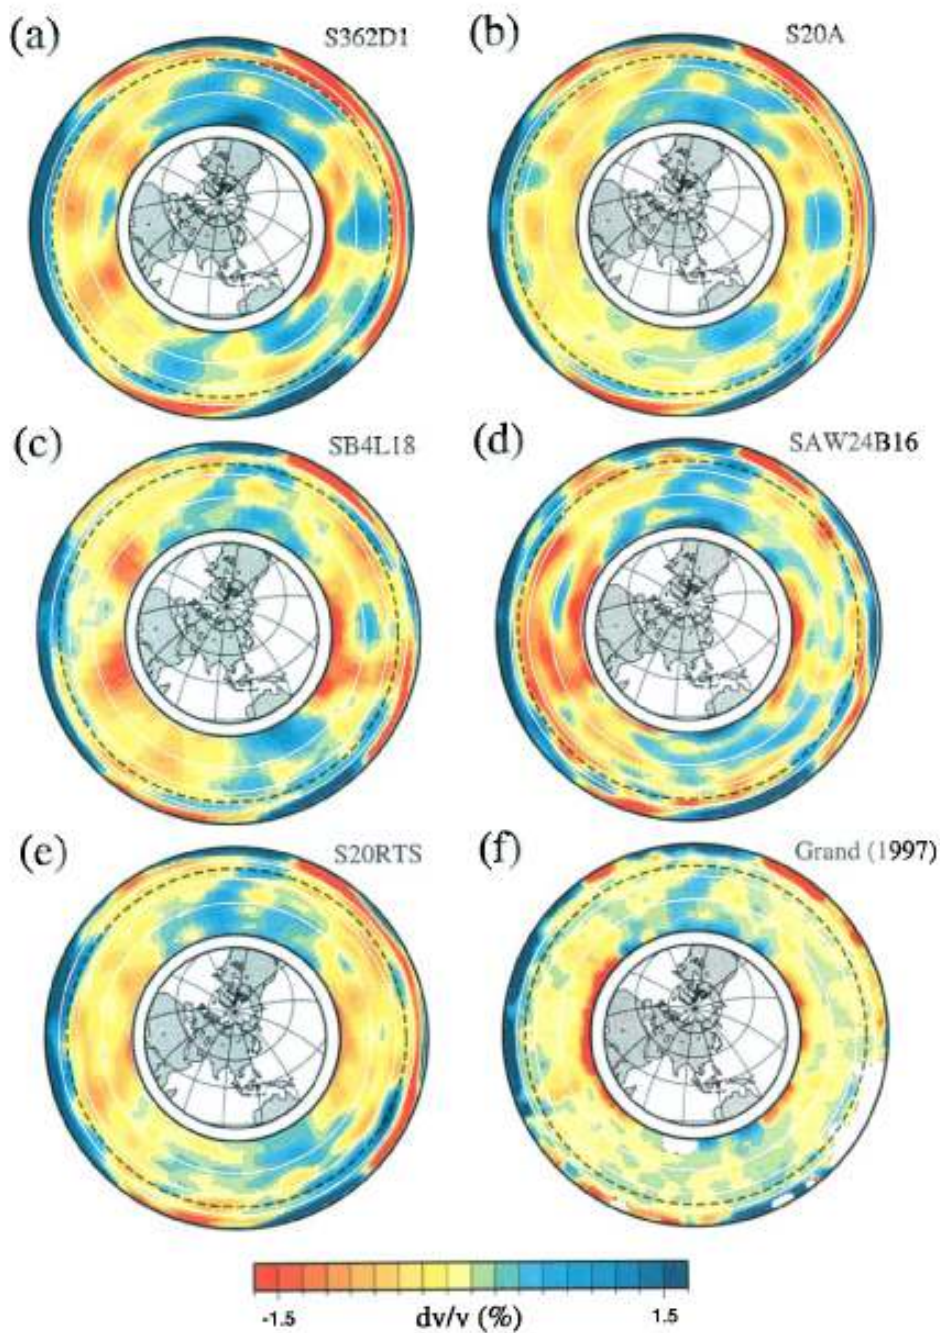 (a) S362D1
(b) S20A
(c) SB4L18
(d) SAW24B16
(e) S20RTS
(f) Grand (1997)
-1.5 dv/v (%) 1.5